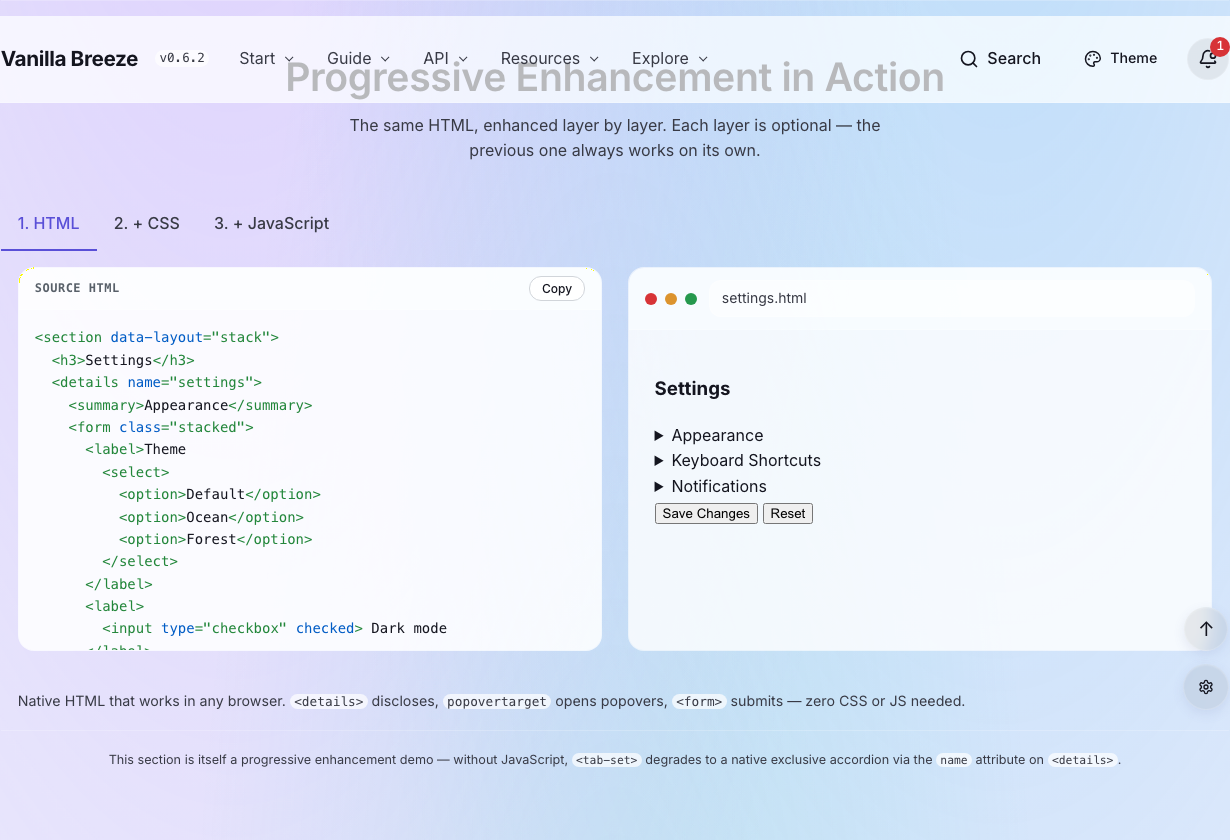 Vanilla Breeze v0.6.2 Start Guide API Resources Explore Search Theme 1
Progressive Enhancement in Action
The same HTML, enhanced layer by layer. Each layer is optional — the
previous one always works on its own.
1. HTML 2. + CSS 3. + JavaScript
SOURCE HTML Copy
<section data-layout="stack">
<h3>Settings</h3>
<details name="settings">
<summary>Appearance</summary>
<form class="stacked">
<label>Theme
<select>
<option>Default</option>
<option>Ocean</option>
<option>Forest</option>
</select>
</label>
<label>
<input type="checkbox" checked> Dark mode
</label>
settings.html
Settings
Appearance
Keyboard Shortcuts
Notifications
Save Changes Reset
Native HTML that works in any browser. <details> discloses, popovertarget opens popovers, <form> submits — zero CSS or JS needed.
This section is itself a progressive enhancement demo — without JavaScript, <tab-set> degrades to a native exclusive accordion via the name attribute on <details>.